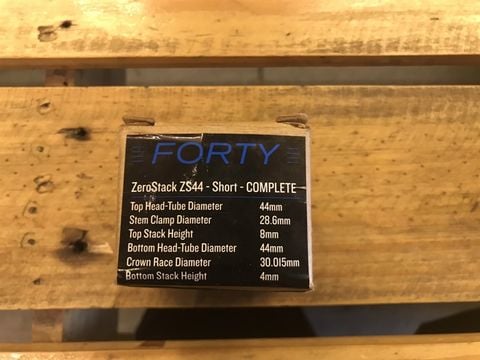 FORTY
ZeroStack ZS44 - Short - COMPLETE
Top Head-Tube Diameter 44mm
Stem Clamp Diameter 28.6mm
Top Stack Height 8mm
Bottom Head-Tube Diameter 44mm
Crown Race Diameter 30.015mm
Bottom Stack Height 4mm